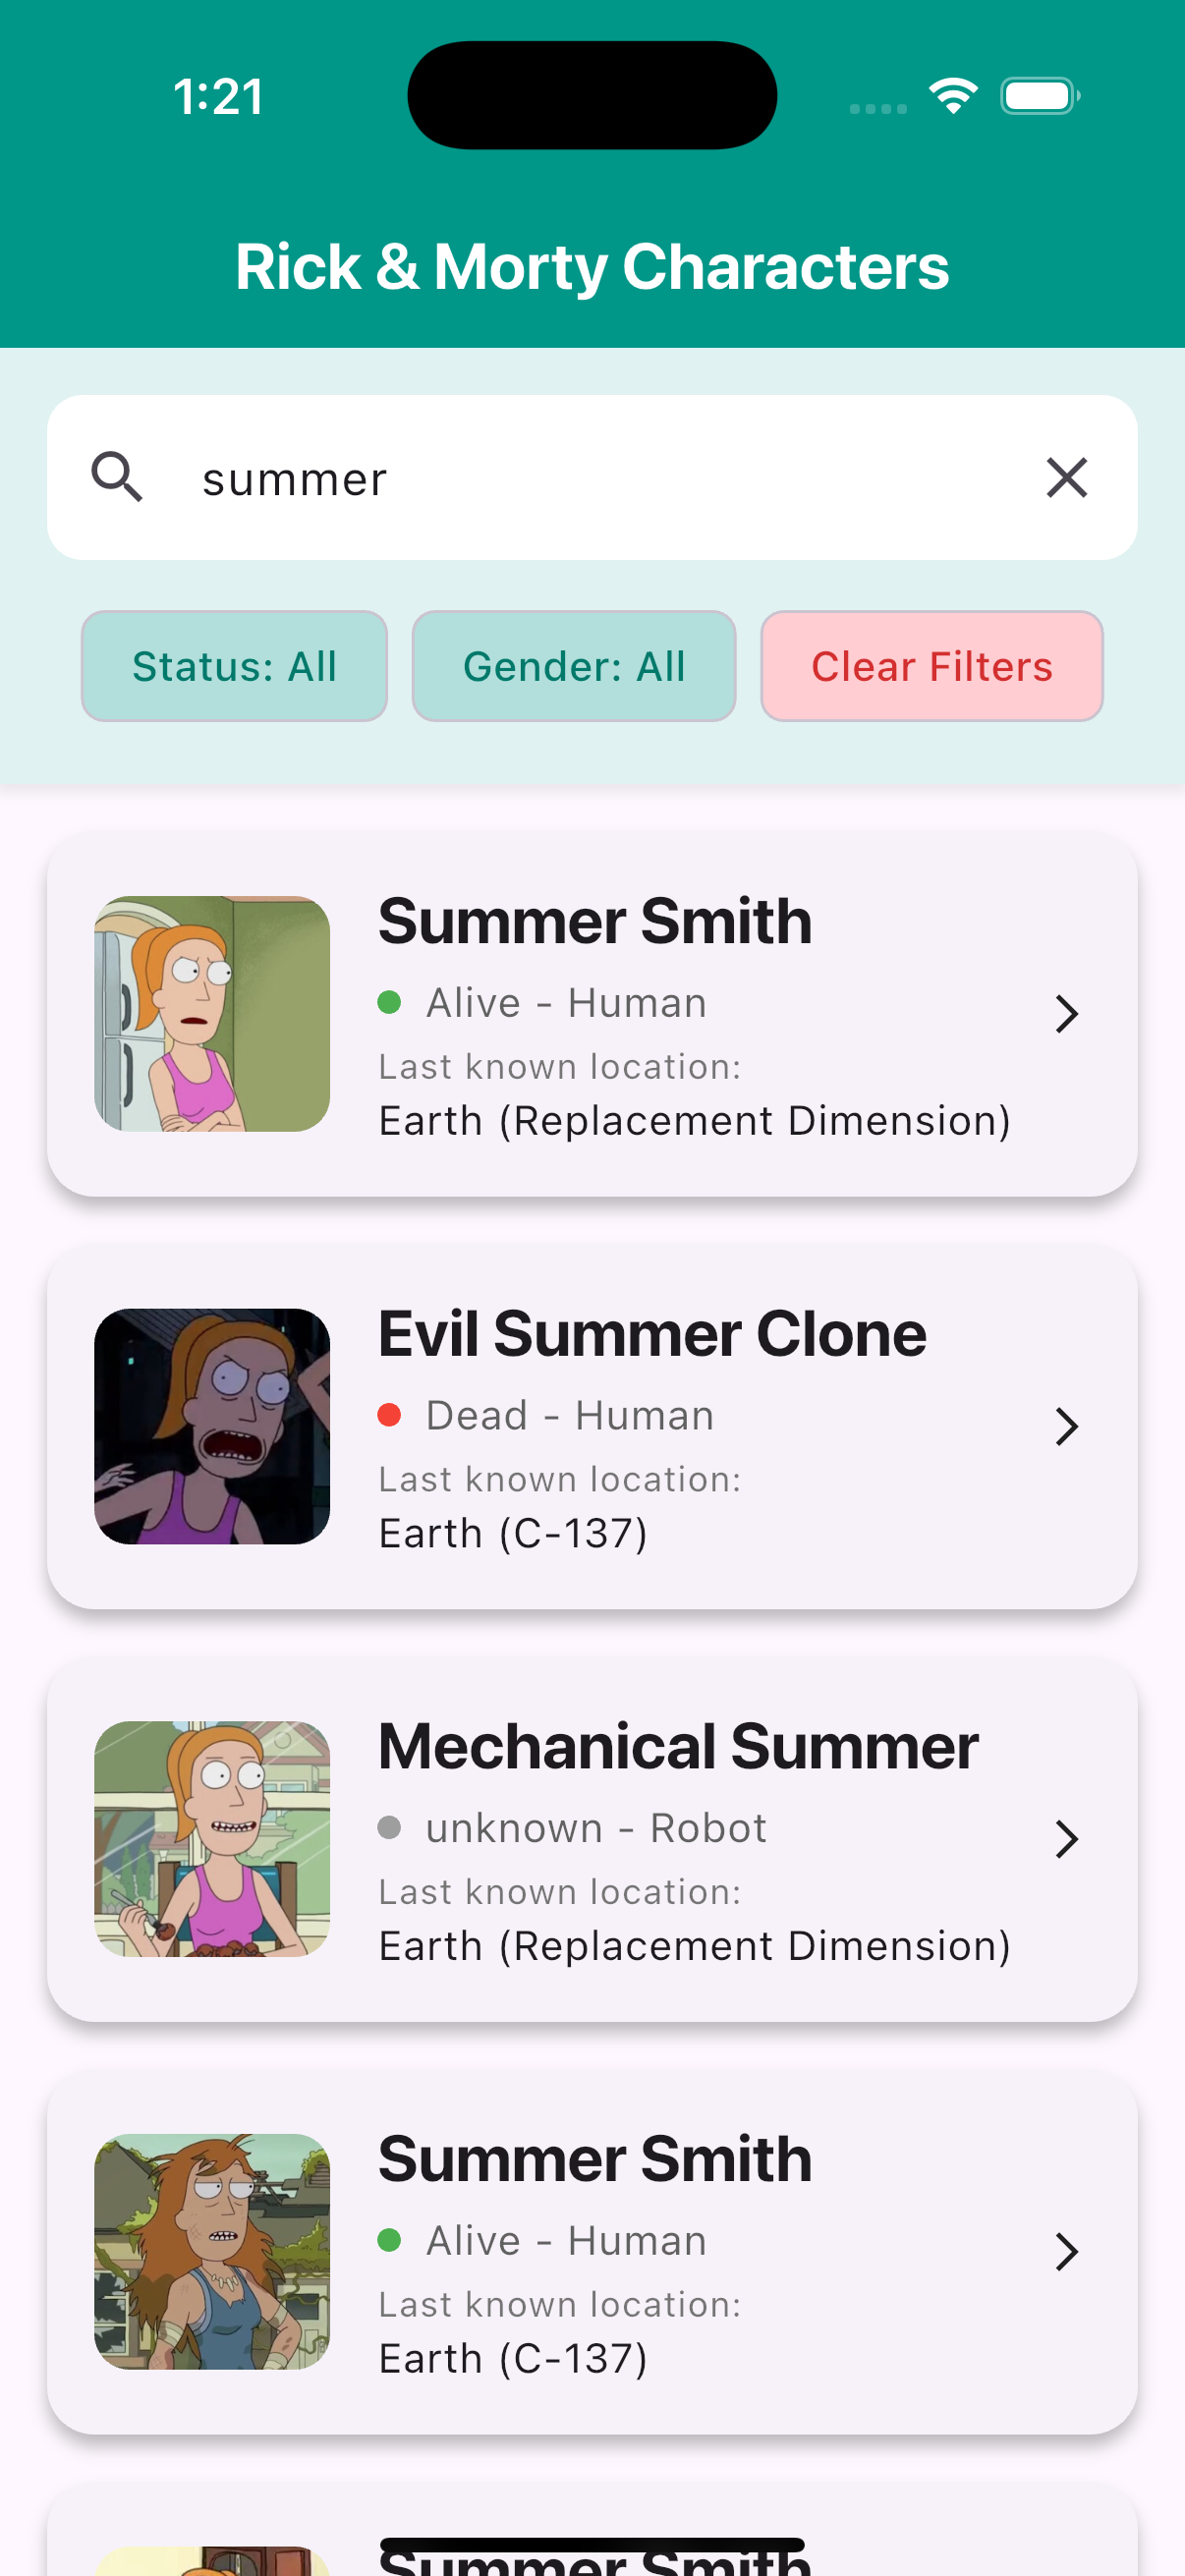 1:21
Rick & Morty Characters
summer
Status: All
Gender: All
Clear Filters
Summer Smith
Alive - Human
Last known location:
Earth (Replacement Dimension)
Evil Summer Clone
Dead - Human
Last known location:
Earth (C-137)
Mechanical Summer
unknown - Robot
Last known location:
Earth (Replacement Dimension)
Summer Smith
Alive - Human
Last known location:
Earth (C-137)
Summer Smith